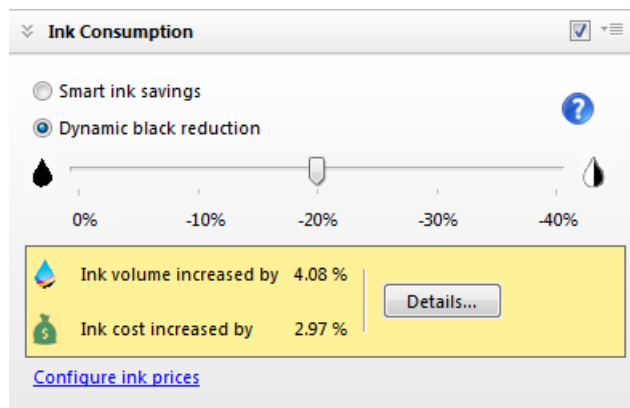 Ink Consumption
Smart ink savings
?
Dynamic black reduction
0% -10% -20% -30% -40%
Ink volume increased by 4.08 %
Details...
$
Ink cost increased by 2.97 %
Configure ink prices